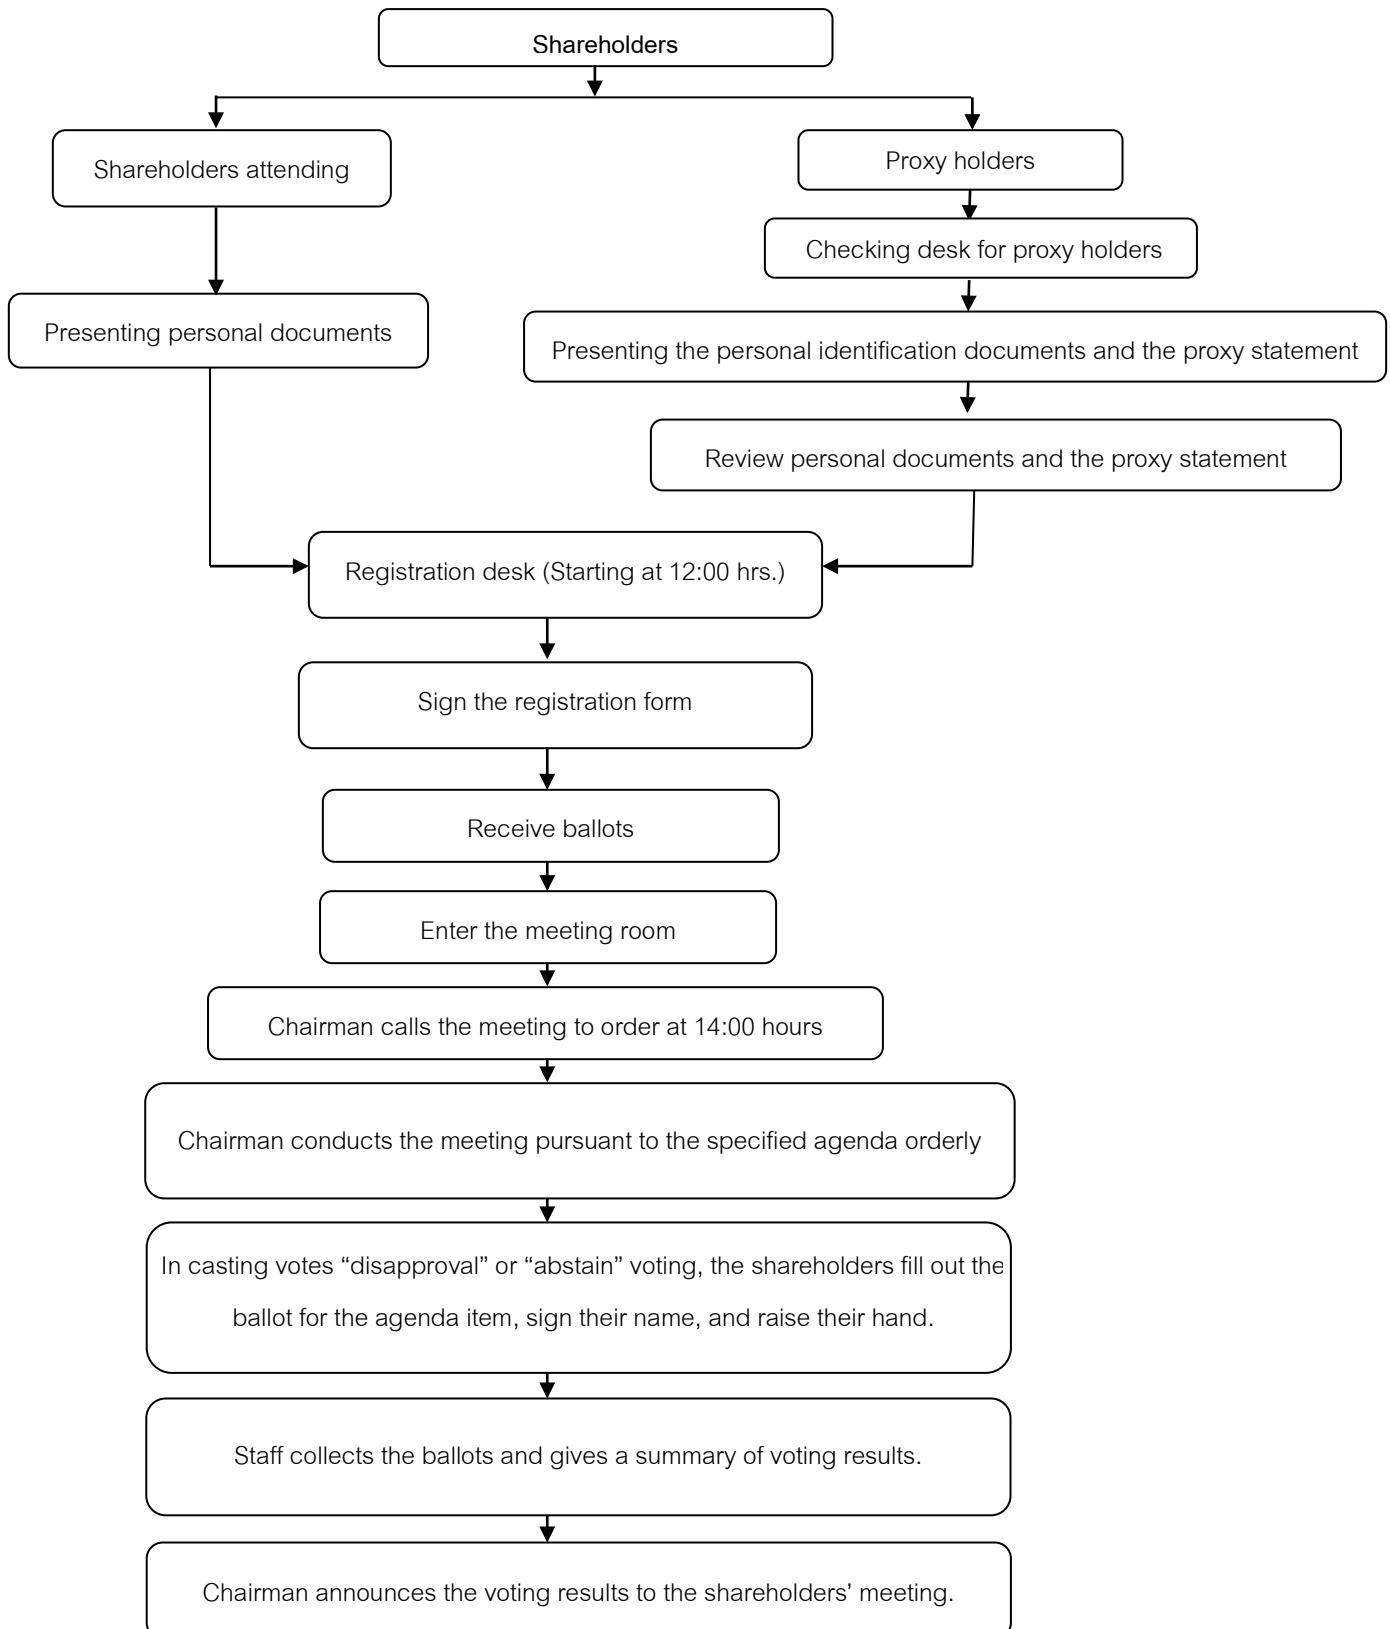 Shareholders
Shareholders attending
Proxy holders
Checking desk for proxy holders
Presenting personal documents
Presenting the personal identification documents and the proxy statement
Review personal documents and the proxy statement
Registration desk (Starting at 12:00 hrs.)
Sign the registration form
Receive ballots
Enter the meeting room
Chairman calls the meeting to order at 14:00 hours
Chairman conducts the meeting pursuant to the specified agenda orderly
In casting votes “disapproval” or “abstain” voting, the shareholders fill out the
ballot for the agenda item, sign their name, and raise their hand.
Staff collects the ballots and gives a summary of voting results.
Chairman announces the voting results to the shareholders’ meeting.